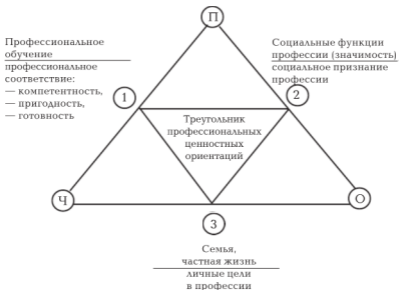 П
Профессиональное
обучение
профессиональное
соответствие:
— компетентность,
— пригодность,
— готовность
Социальные функции
профессии (значимость)
социальное признание
профессии
1
2
Треугольник
профессиональных
ценностных
ориентаций
Ч
О
3
Семья,
частная жизнь
личные цели
в профессии